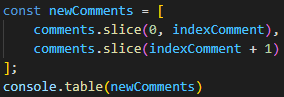 const newComments = [
    comments.slice(0, indexComment),
    comments.slice(indexComment + 1)
];
console.table(newComments)